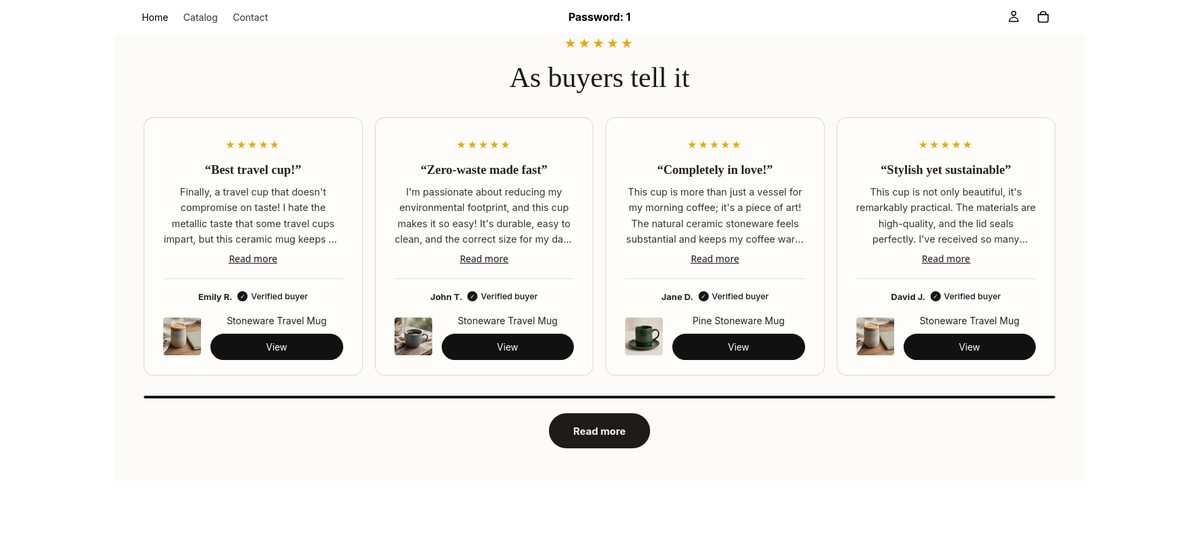 Home Catalog Contact Password: 1
★★★★★
As buyers tell it
★★★★★
“Best travel cup!”
Finally, a travel cup that doesn't
compromise on taste! I hate the
metallic taste that some travel cups
impart, but this ceramic mug keeps ...
Read more
Emily R. Verified buyer
Stoneware Travel Mug
View
★★★★★
“Zero-waste made fast”
I'm passionate about reducing my
environmental footprint, and this cup
makes it so easy! It's durable, easy to
clean, and the correct size for my da...
Read more
John T. Verified buyer
Stoneware Travel Mug
View
★★★★★
“Completely in love!”
This cup is more than just a vessel for
my morning coffee; it's a piece of art!
The natural ceramic stoneware feels
substantial and keeps my coffee war...
Read more
Jane D. Verified buyer
Pine Stoneware Mug
View
★★★★★
“Stylish yet sustainable”
This cup is not only beautiful, it's
remarkably practical. The materials are
high-quality, and the lid seals
perfectly. I've received so many...
Read more
David J. Verified buyer
Stoneware Travel Mug
View
Read more